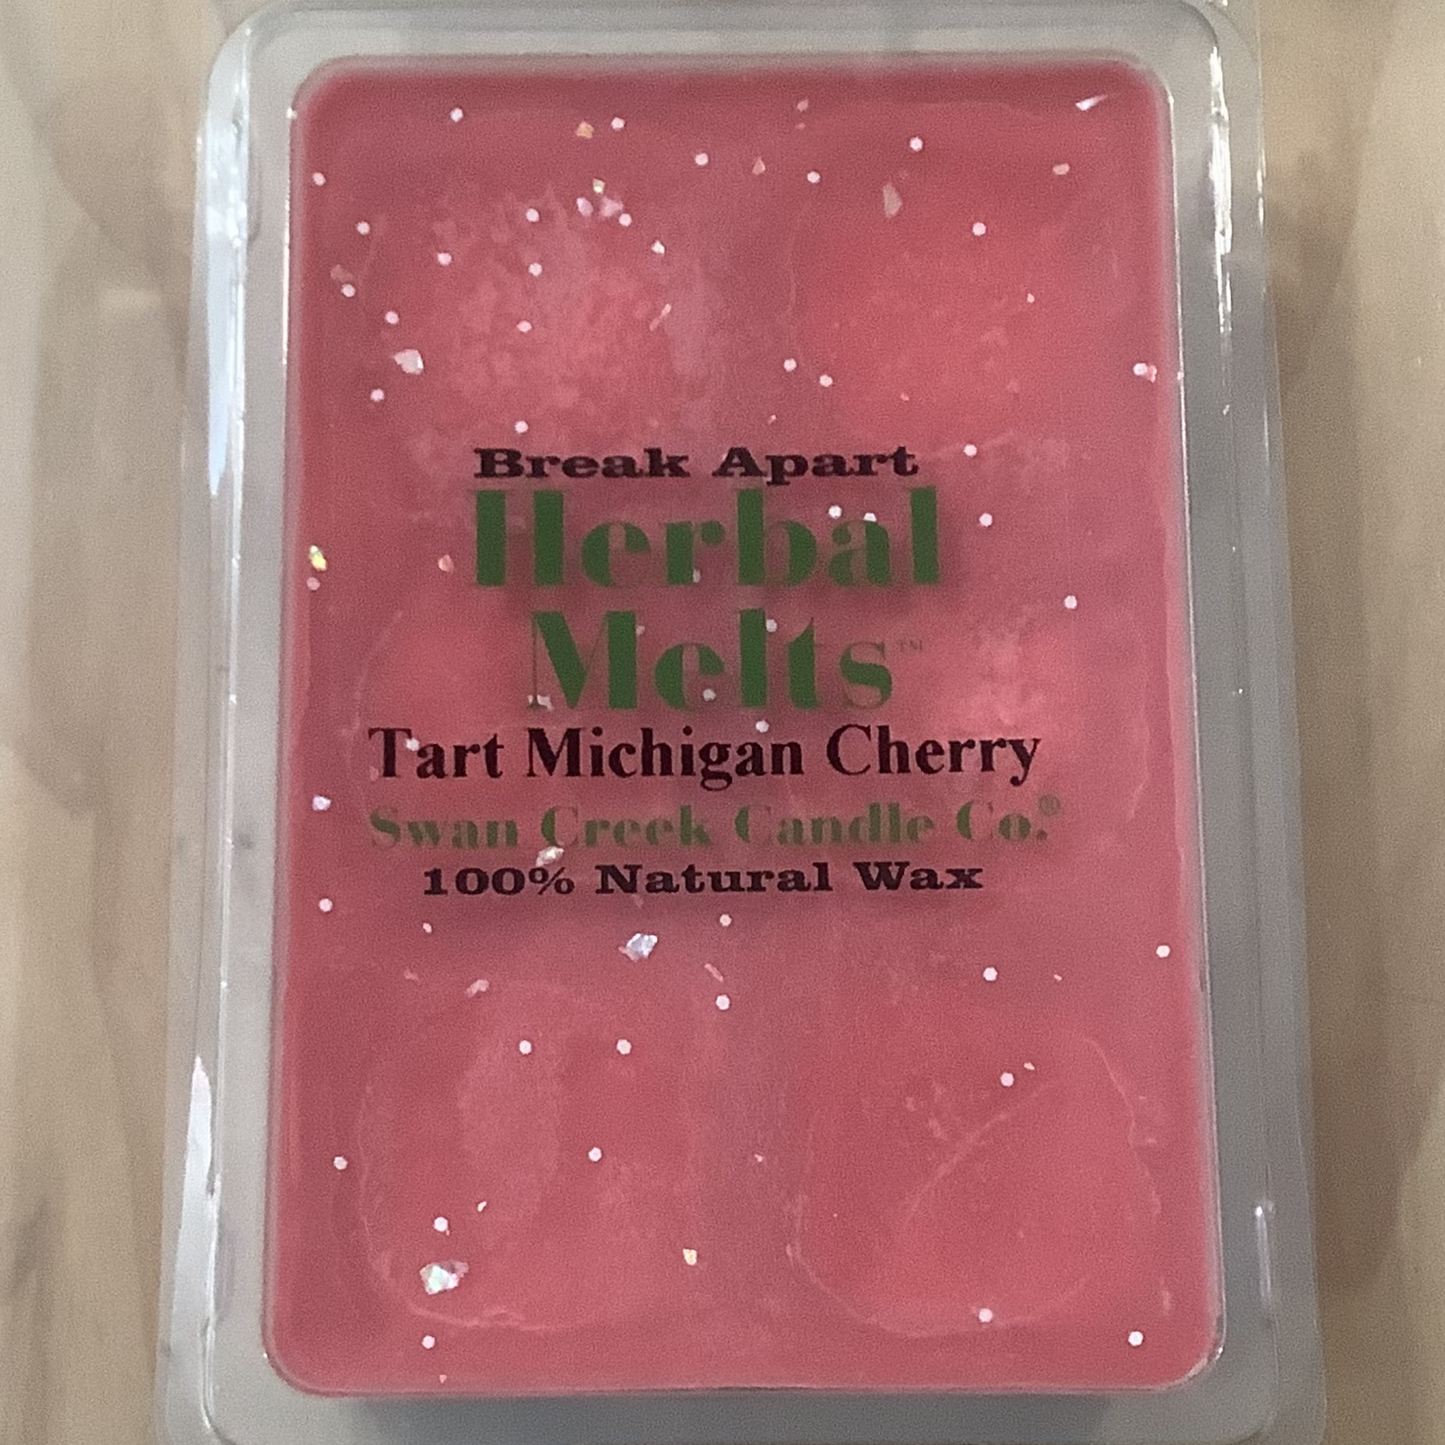 Break Apart
Herbal
Melts™
Tart Michigan Cherry
Swan Creek Candle Co.®
100% Natural Wax